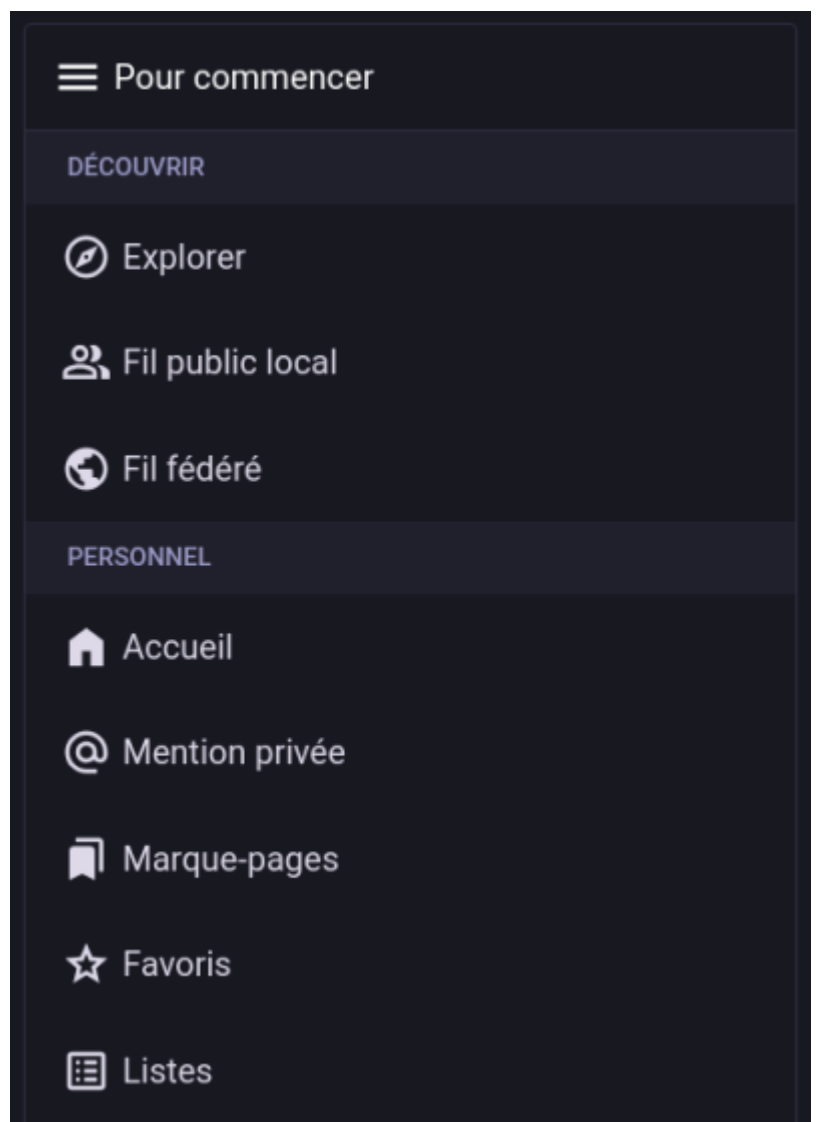 Pour commencer
DÉCOUVRIR
Explorer
Fil public local
Fil fédéré
PERSONNEL
Accueil
Mention privée
Marque-pages
Favoris
Listes